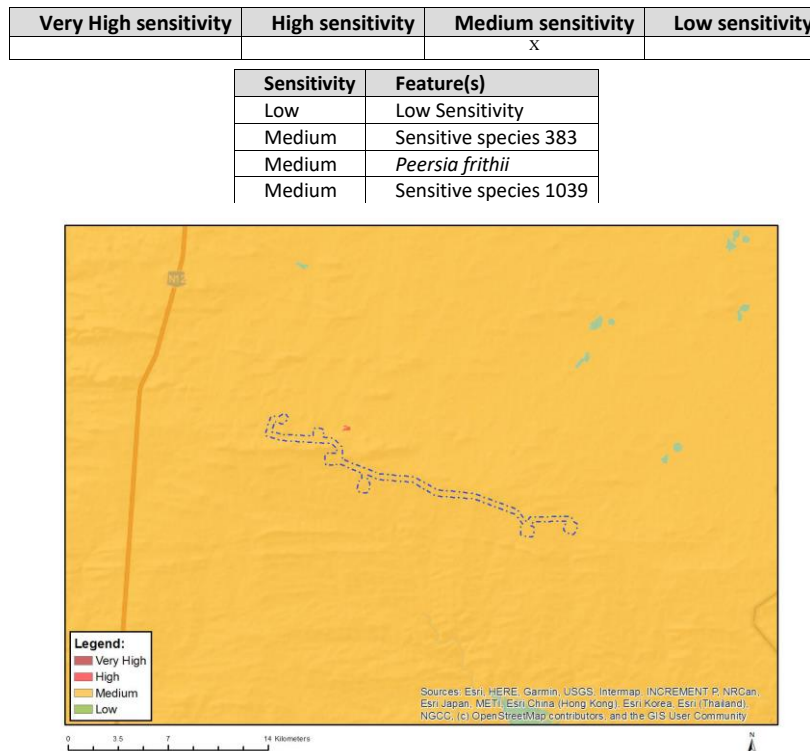 Very High sensitivity High sensitivity Medium sensitivity Low sensitivity
X
Sensitivity Feature(s)
Low Low Sensitivity
Medium Sensitive species 383
Medium Peersia frithii
Medium Sensitive species 1039
N12
Legend:
Very High
High
Medium
Low
Sources: Esri, HERE, Garmin, USGS, Intermap, INCREMENT P, NRCan,
Esri Japan, METI, Esri China (Hong Kong), Esri Korea, Esri (Thailand),
NGCC, (c) OpenStreetMap contributors, and the GIS User Community
0 3.5 7 14 Kilometers
N